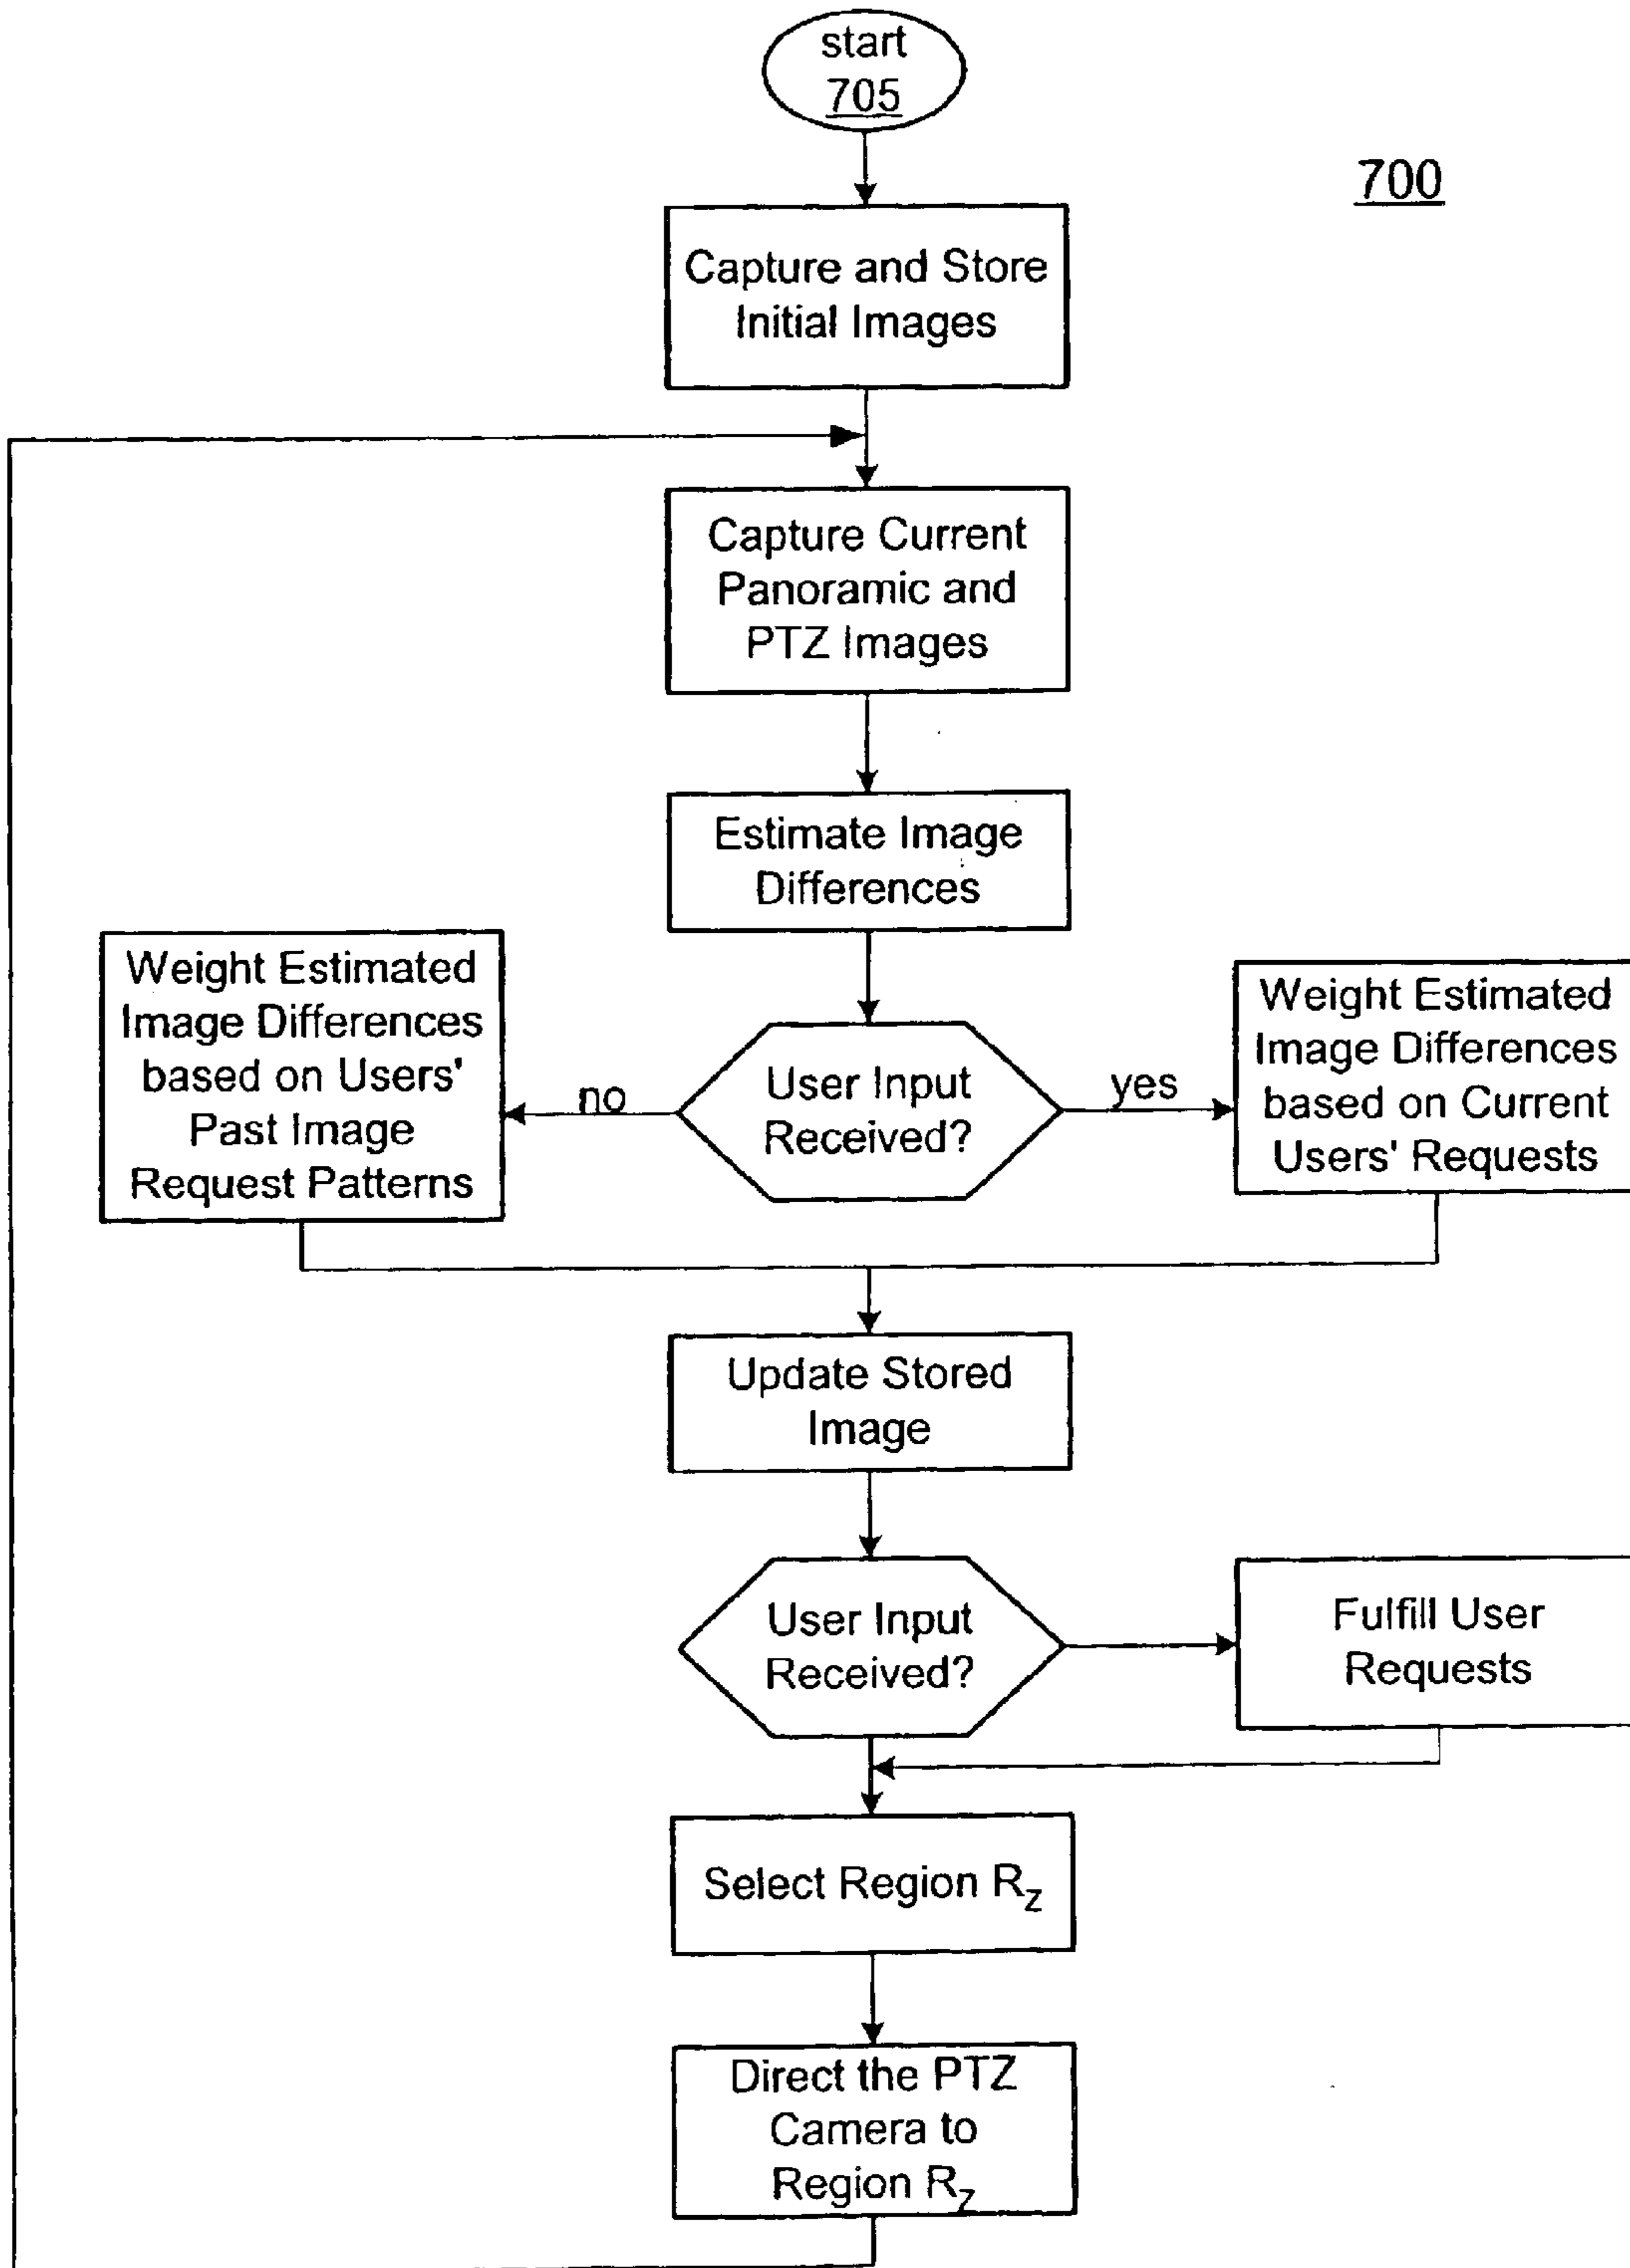 start
705
700
Capture and Store
Initial Images
Capture Current
Panoramic and
PTZ Images
Estimate Image
Differences
Weight Estimated
Image Differences
based on Users'
Past Image
Request Patterns
no
User Input
Received?
yes
Weight Estimated
Image Differences
based on Current
Users' Requests
Update Stored
Image
User Input
Received?
Fulfill User
Requests
Select Region Rz
Direct the PTZ
Camera to
Region Rz